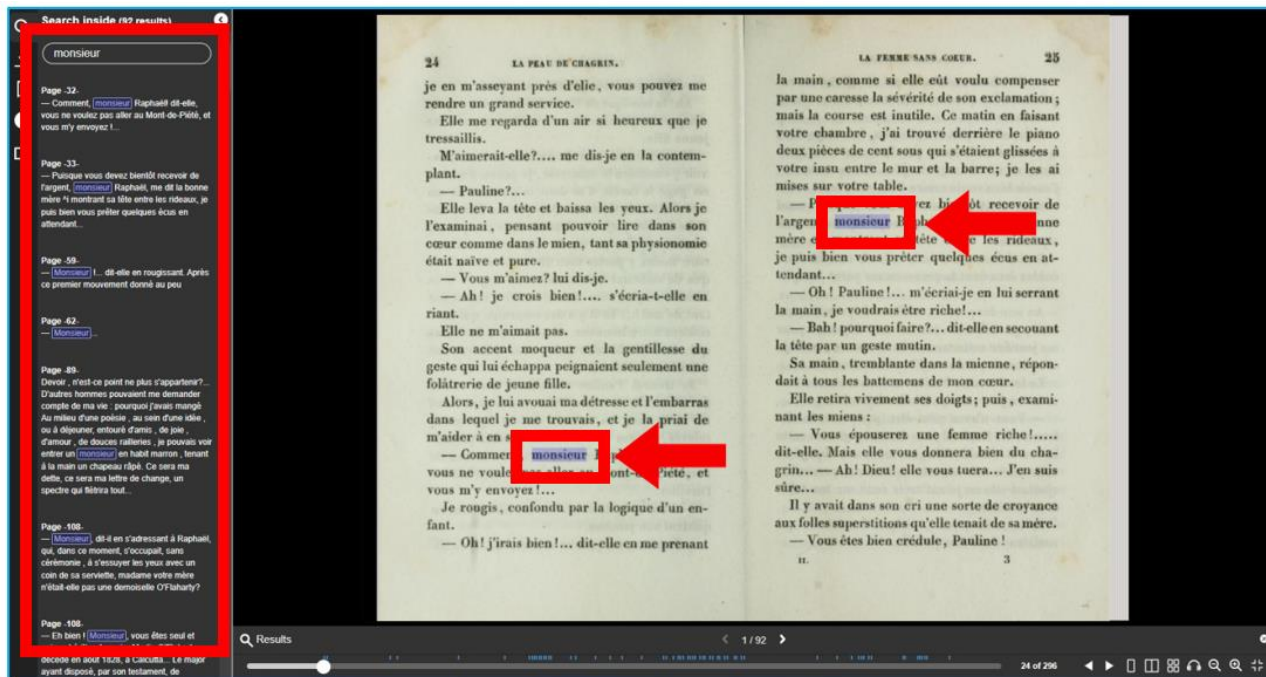 Search inside (92 results)
monsieur
Page -32-
— Comment, monsieur Raphaël! dit-elle,
vous ne voulez pas aller au Mont-de-Piété, et
vous m'y envoyez !...
Page -33-
— Puisque vous devez bientôt recevoir de
l'argent, monsieur Raphaël, me dit la bonne
mère ^i montrant sa tête entre les rideaux, je
puis bien vous prêter quelques écus en
attendant...
Page -59-
— Monsieur !... dit-elle en rougissant. Après
ce premier mouvement donné au peu
Page -62-
— Monsieur...
Page -89-
Devoir , n'est-ce point ne plus s'appartenir?...
D'autres hommes pouvaient me demander
compte de ma vie : pourquoi j'avais mangé
Au milieu d'une poésie , au sein d'une idée ,
ou à déjeuner, entouré d'amis , de joie ,
d'amour , de douces railleries , je pouvais voir
entrer un monsieur en habit marron , tenant
à la main un chapeau râpé. Ce sera ma
dette, ce sera ma lettre de change, un
spectre qui flétrira tout...
Page -108-
— Monsieur, dit-il en s'adressant à Raphaël,
qui, dans ce moment, s'occupait, sans
cérémonie , à s'essuyer les yeux avec un
coin de sa serviette, madame votre mère
n'était-elle pas une demoiselle O'Flaharty?
Page -108-
— Eh bien ! Monsieur, vous êtes seul et
décédé en août 1828, à Calcutta... Le major
ayant disposé, par son testament, de
24 LA PEAU DE CHAGRIN.
je en m'asseyant près d'elle, vous pouvez me
rendre un grand service.
Elle me regarda d'un air si heureux que je
tressaillis.
M'aimerait-elle?.... me dis-je en la contem-
plant.
— Pauline?...
Elle leva la tête et baissa les yeux. Alors je
l'examinai, pensant pouvoir lire dans son
cœur comme dans le mien, tant sa physionomie
était naïve et pure.
— Vous m'aimez? lui dis-je.
— Ah! je crois bien!.... s'écria-t-elle en
riant.
Elle ne m'aimait pas.
Son accent moqueur et la gentillesse du
geste qui lui échappa peignaient seulement une
folâtrerie de jeune fille.
Alors, je lui avouai ma détresse et l'embarras
dans lequel je me trouvais, et je la priai de
m'aider à en
— Commen monsieur
vous ne voule Piété, et
vous m'y envoyez!...
Je rougis, confondu par la logique d'un en-
fant.
— Oh! j'irais bien!... dit-elle en me prenant
LA FEMME SANS COEUR. 25
la main, comme si elle eût voulu compenser
par une caresse la sévérité de son exclamation;
mais la course est inutile. Ce matin en faisant
votre chambre, j'ai trouvé derrière le piano
deux pièces de cent sous qui s'étaient glissées à
votre insu entre le mur et la barre; je les ai
mises sur votre table.
— recevoir de
l'argen monsieur
mère tête les rideaux,
je puis bien vous prêter quelques écus en at-
tendant...
— Oh! Pauline!... m'écriai-je en lui serrant
la main, je voudrais être riche!...
— Bah! pourquoi faire?... dit-elle en secouant
la tête par un geste mutin.
Sa main, tremblante dans la mienne, répon-
dait à tous les battemens de mon cœur.
Elle retira vivement ses doigts; puis, exami-
nant les miens :
— Vous épouserez une femme riche!.....
dit-elle. Mais elle vous donnera bien du cha-
grin... — Ah! Dieu! elle vous tuera... J'en suis
sûre...
Il y avait dans son cri une sorte de croyance
aux folles superstitions qu'elle tenait de sa mère.
— Vous êtes bien crédule, Pauline!
II. 3
Results 1 / 92
24 of 296